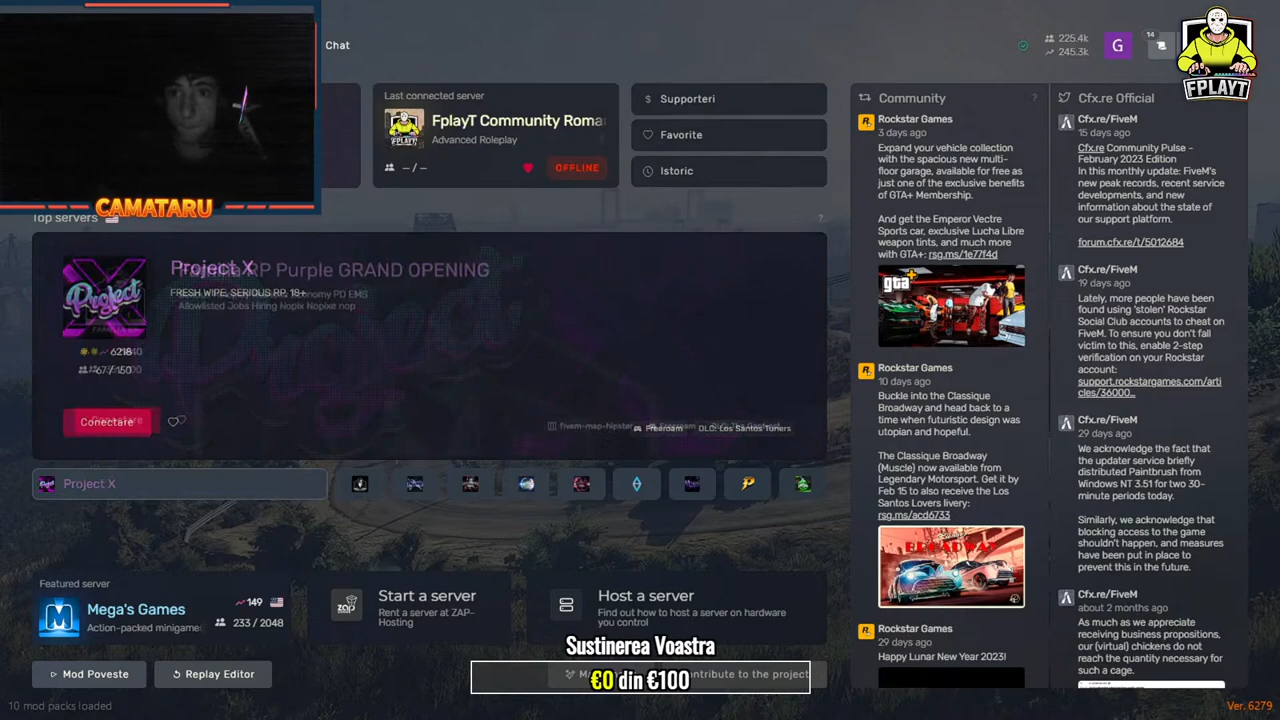 Chat
225.4k
245.3k
G
14
FPLAYT
CAMATARU
Last connected server
FplayT Community Roma
Advanced Roleplay
– / –
OFFLINE
Supporteri
Favorite
Istoric
Top servers
?
Project X
RP Purple GRAND OPENING
FRESH WIPE, SERIOUS RP, 18+
Allowlisted Jobs Hiring Nopix Nopixe nop
Conectare
DLC: Los Santos Tuners
Project X
Featured server
Mega's Games
Action-packed minigame
149
233 / 2048
ZAP
Start a server
Rent a server at ZAP-
Hosting
Host a server
Find out how to host a server on hardware
you control
Mod Poveste
Replay Editor
Sustinerea Voastra
€0 din €100
ontribute to the project
10 mod packs loaded
Community
?
Rockstar Games
3 days ago
Expand your vehicle collection
with the spacious new multi-
floor garage, available for free as
just one of the exclusive benefits
of GTA+ Membership.
And get the Emperor Vectre
Sports car, exclusive Lucha Libre
weapon tints, and much more
with GTA+: rsg.ms/1e77f4d
gta+
Rockstar Games
10 days ago
Buckle into the Classique
Broadway and head back to a
time when futuristic design was
utopian and hopeful.
The Classique Broadway
(Muscle) now available from
Legendary Motorsport. Get it by
Feb 15 to also receive the Los
Santos Lovers livery:
rsg.ms/acd6733
BROADWAY
Rockstar Games
29 days ago
Happy Lunar New Year 2023!
Cfx.re Official
Cfx.re/FiveM
15 days ago
Cfx.re Community Pulse -
February 2023 Edition
In this monthly update: FiveM's
new peak records, recent service
developments, and new
information about the state of
our support platform.
forum.cfx.re/t/5012684
Cfx.re/FiveM
19 days ago
Lately, more people have been
found using 'stolen' Rockstar
Social Club accounts to cheat on
FiveM. To ensure you don't fall
victim to this, enable 2-step
verification on your Rockstar
account:
support.rockstargames.com/arti
cles/36000...
Cfx.re/FiveM
29 days ago
We acknowledge the fact that
the updater service briefly
distributed Paintbrush from
Windows NT 3.51 for two 30-
minute periods today.
Similarly, we acknowledge that
blocking access to the game
shouldn't happen, and measures
have been put in place to
prevent this in the future.
Cfx.re/FiveM
about 2 months ago
As much as we appreciate
receiving business propositions,
our (virtual) chickens do not
reach the quantity necessary for
such a cage.
Ver. 6279